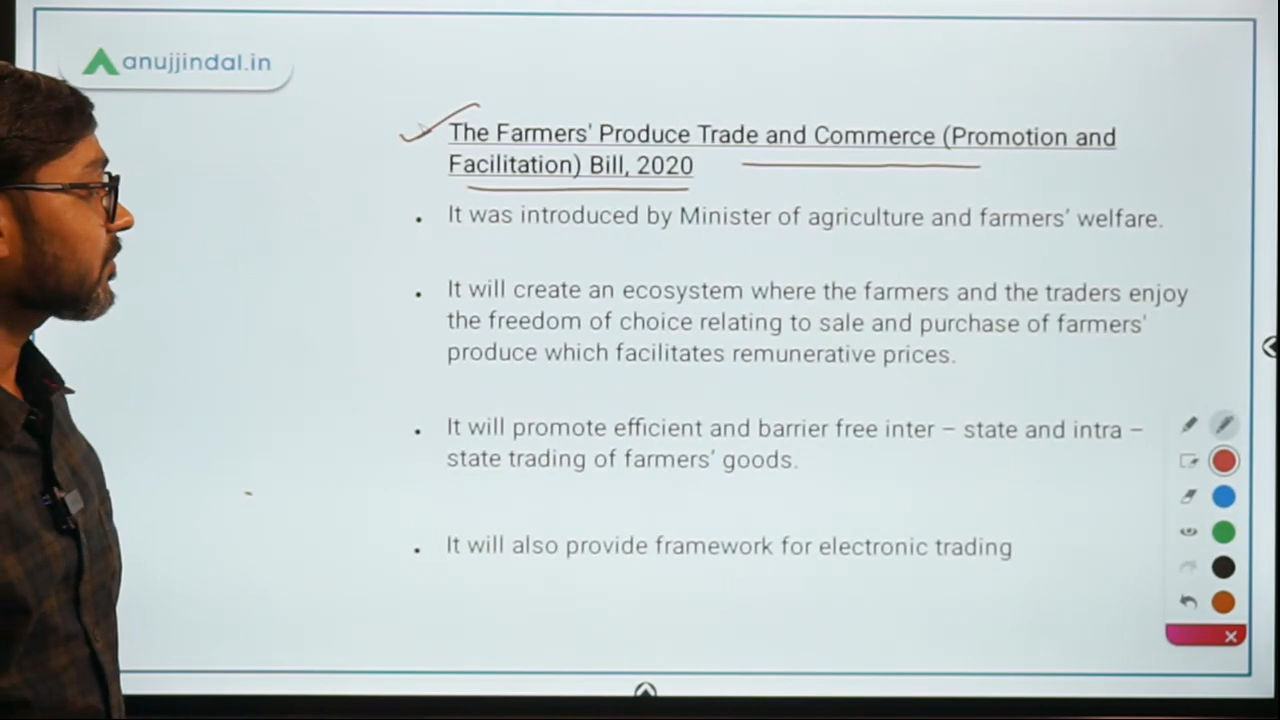 anujjindal.in
The Farmers' Produce Trade and Commerce (Promotion and
Facilitation) Bill, 2020
• It was introduced by Minister of agriculture and farmers' welfare.
• It will create an ecosystem where the farmers and the traders enjoy
the freedom of choice relating to sale and purchase of farmers'
produce which facilitates remunerative prices.
• It will promote efficient and barrier free inter – state and intra –
state trading of farmers' goods.
• It will also provide framework for electronic trading